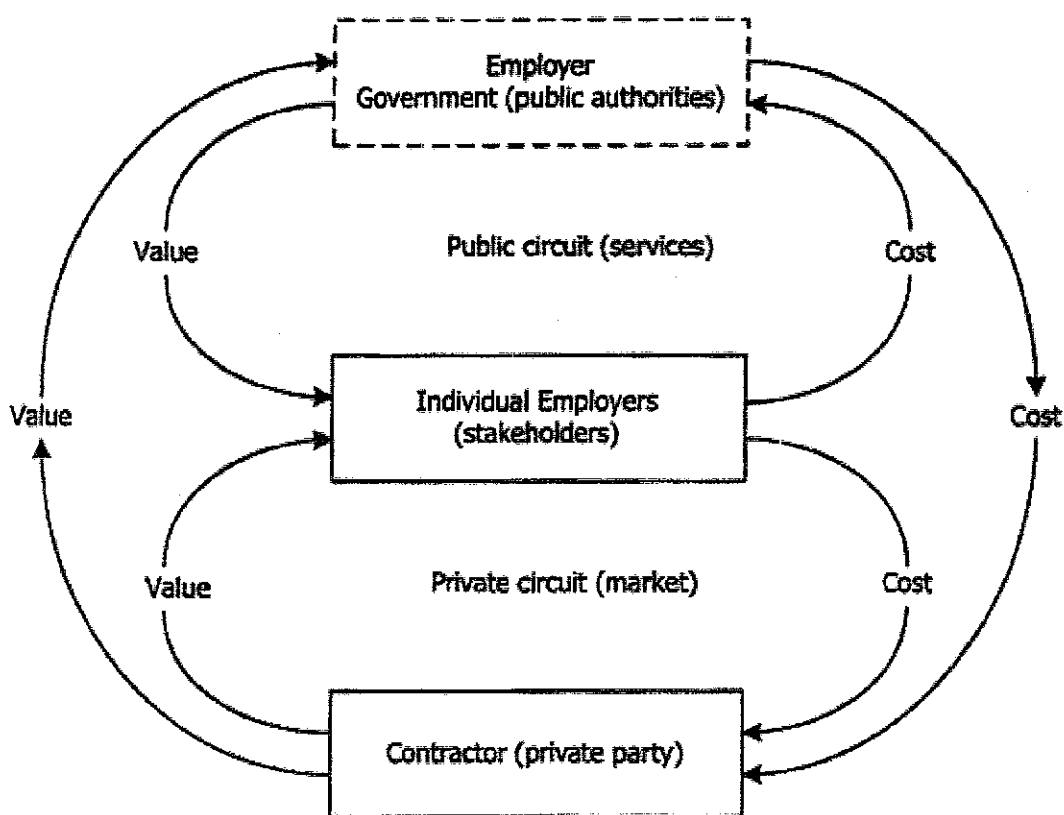 Employer
Government (public authorities)
Value
Public circuit (services)
Cost
Individual Employers
(stakeholders)
Value
Cost
Value
Private circuit (market)
Cost
Contractor (private party)